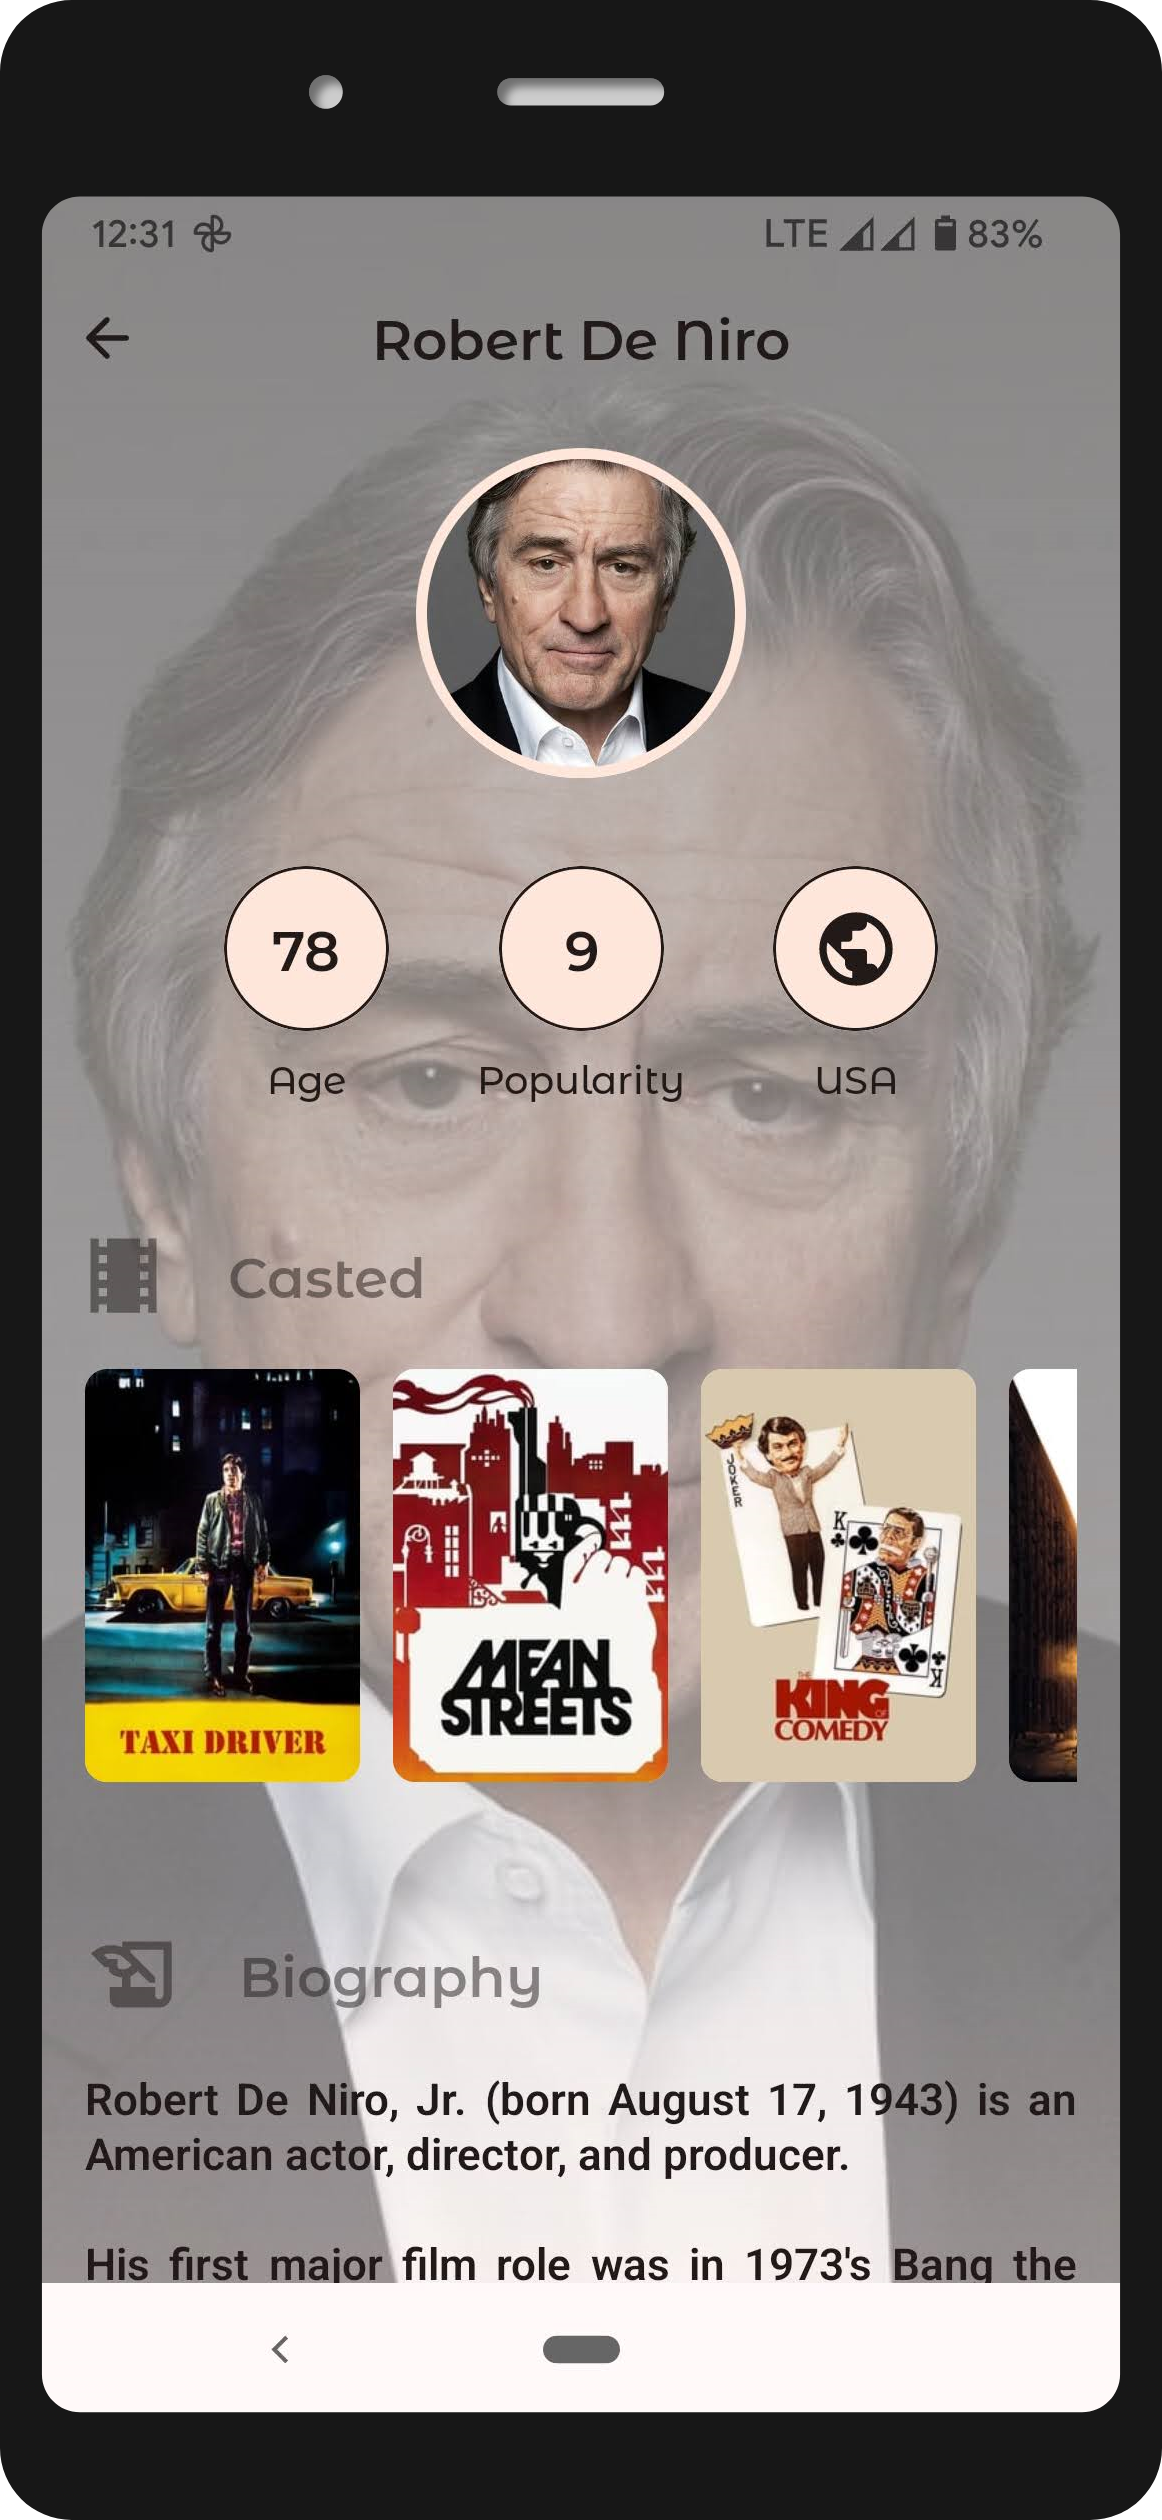 12:31 LTE 83%
Robert De Niro
78 9
Age Popularity USA
Casted
TAXI DRIVER
MEAN
STREETS
JOKER
K
K
THE
KING
OF
COMEDY
Biography
Robert De Niro, Jr. (born August 17, 1943) is an
American actor, director, and producer.
His first major film role was in 1973's Bang the